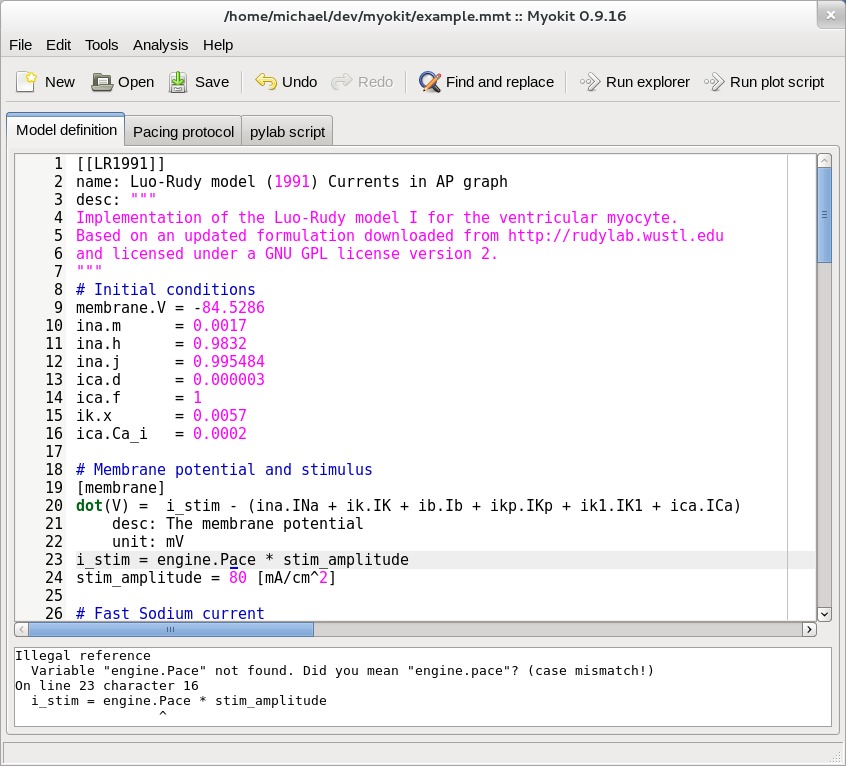 /home/michael/dev/myokit/example.mmt :: Myokit 0.9.16
File Edit Tools Analysis Help
New Open Save Undo Redo Find and replace Run explorer Run plot script
Model definition Pacing protocol pylab script
1 [[LR1991]]
2 name: Luo-Rudy model (1991) Currents in AP graph
3 desc: """
4 Implementation of the Luo-Rudy model I for the ventricular myocyte.
5 Based on an updated formulation downloaded from http://rudylab.wustl.edu
6 and licensed under a GNU GPL license version 2.
7 """
8 # Initial conditions
9 membrane.V = -84.5286
10 ina.m      = 0.0017
11 ina.h      = 0.9832
12 ina.j      = 0.995484
13 ica.d      = 0.000003
14 ica.f      = 1
15 ik.x       = 0.0057
16 ica.Ca_i   = 0.0002
17
18 # Membrane potential and stimulus
19 [membrane]
20 dot(V) =  i_stim - (ina.INa + ik.IK + ib.Ib + ikp.IKp + ik1.IK1 + ica.ICa)
21     desc: The membrane potential
22     unit: mV
23 i_stim = engine.Pace * stim_amplitude
24 stim_amplitude = 80 [mA/cm^2]
25
26 # Fast Sodium current
Illegal reference
  Variable "engine.Pace" not found. Did you mean "engine.pace"? (case mismatch!)
On line 23 character 16
  i_stim = engine.Pace * stim_amplitude
                  ^